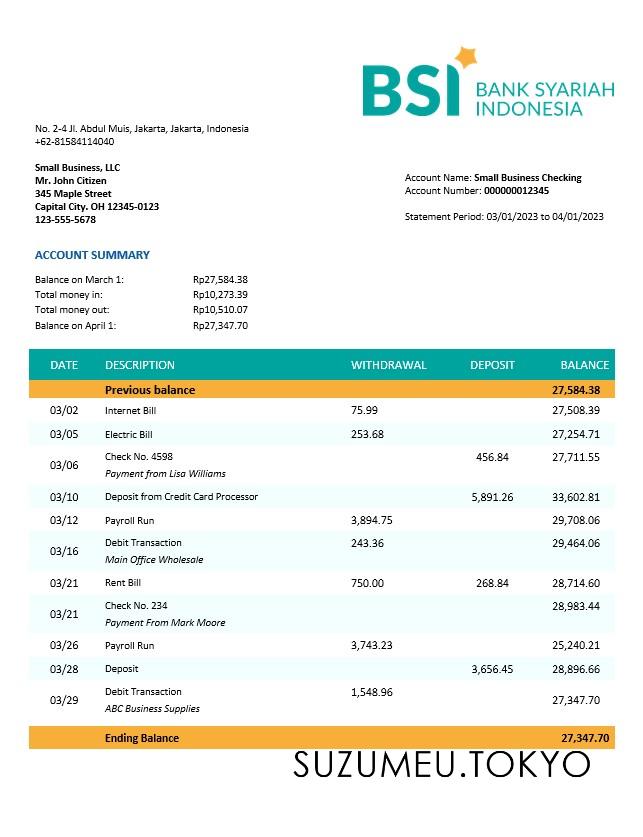 BSI BANK SYARIAH
INDONESIA
No. 2-4 Jl. Abdul Muis, Jakarta, Jakarta, Indonesia
+62-81584114040
Small Business, LLC
Mr. John Citizen
345 Maple Street
Capital City. OH 12345-0123
123-555-5678
Account Name: Small Business Checking
Account Number: 000000012345
Statement Period: 03/01/2023 to 04/01/2023
ACCOUNT SUMMARY
Balance on March 1: Rp27,584.38
Total money in: Rp10,273.39
Total money out: Rp10,510.07
Balance on April 1: Rp27,347.70
DATE DESCRIPTION WITHDRAWAL DEPOSIT BALANCE
Previous balance 27,584.38
03/02 Internet Bill 75.99 27,508.39
03/05 Electric Bill 253.68 27,254.71
03/06 Check No. 4598 456.84 27,711.55
Payment from Lisa Williams
03/10 Deposit from Credit Card Processor 5,891.26 33,602.81
03/12 Payroll Run 3,894.75 29,708.06
03/16 Debit Transaction 243.36 29,464.06
Main Office Wholesale
03/21 Rent Bill 750.00 268.84 28,714.60
03/21 Check No. 234 28,983.44
Payment From Mark Moore
03/26 Payroll Run 3,743.23 25,240.21
03/28 Deposit 3,656.45 28,896.66
03/29 Debit Transaction 1,548.96 27,347.70
ABC Business Supplies
Ending Balance 27,347.70
SUZUMEU.TOKYO